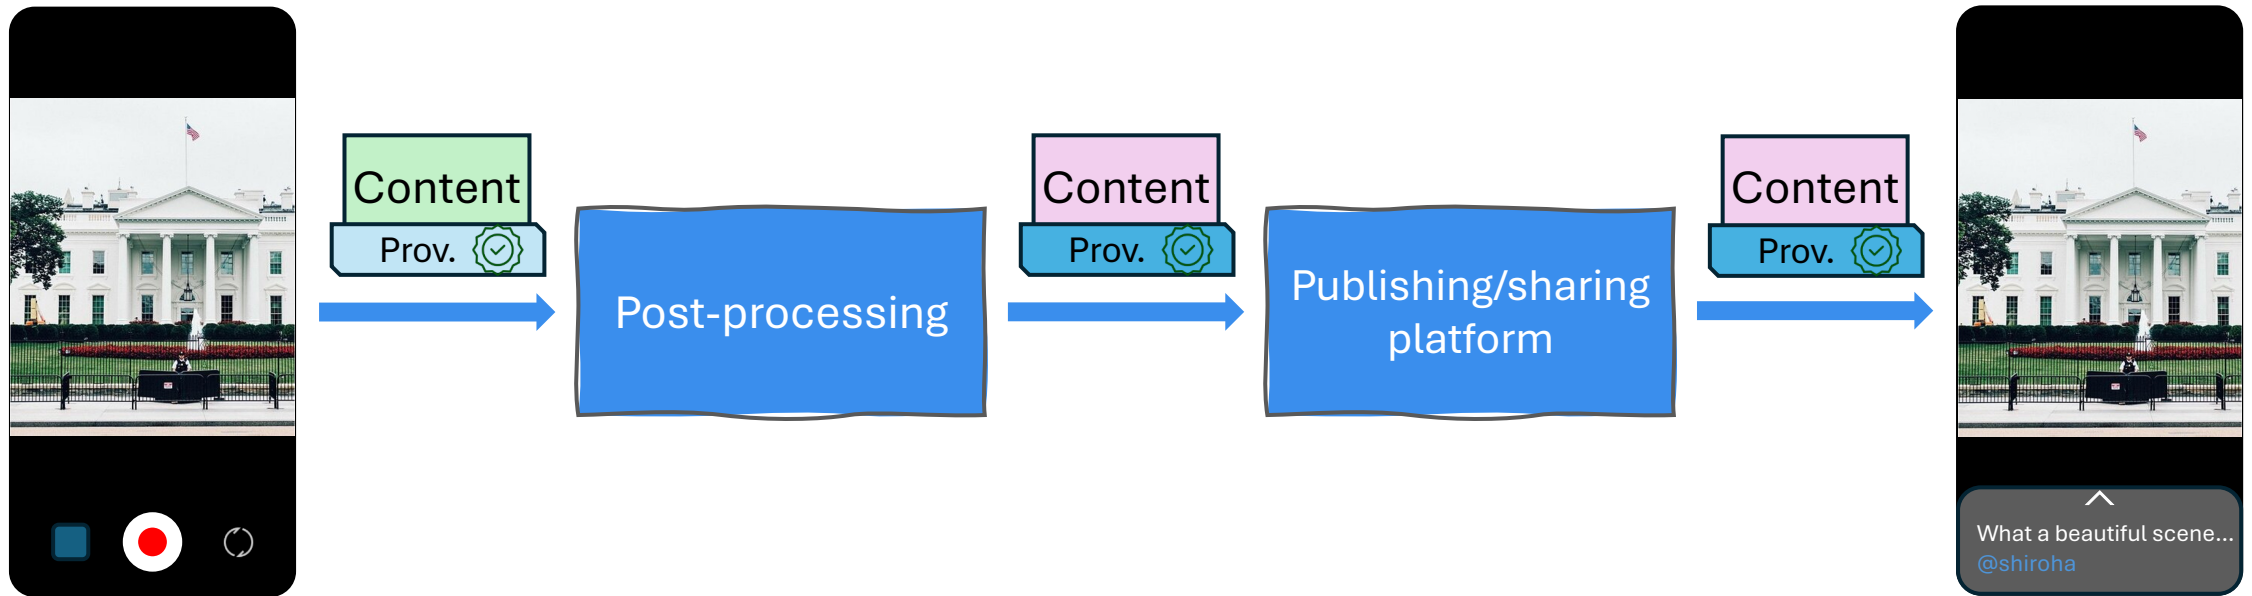 Content
Prov.
Post-processing
Content
Prov.
Publishing/sharing
platform
Content
Prov.
What a beautiful scene...
@shiroha